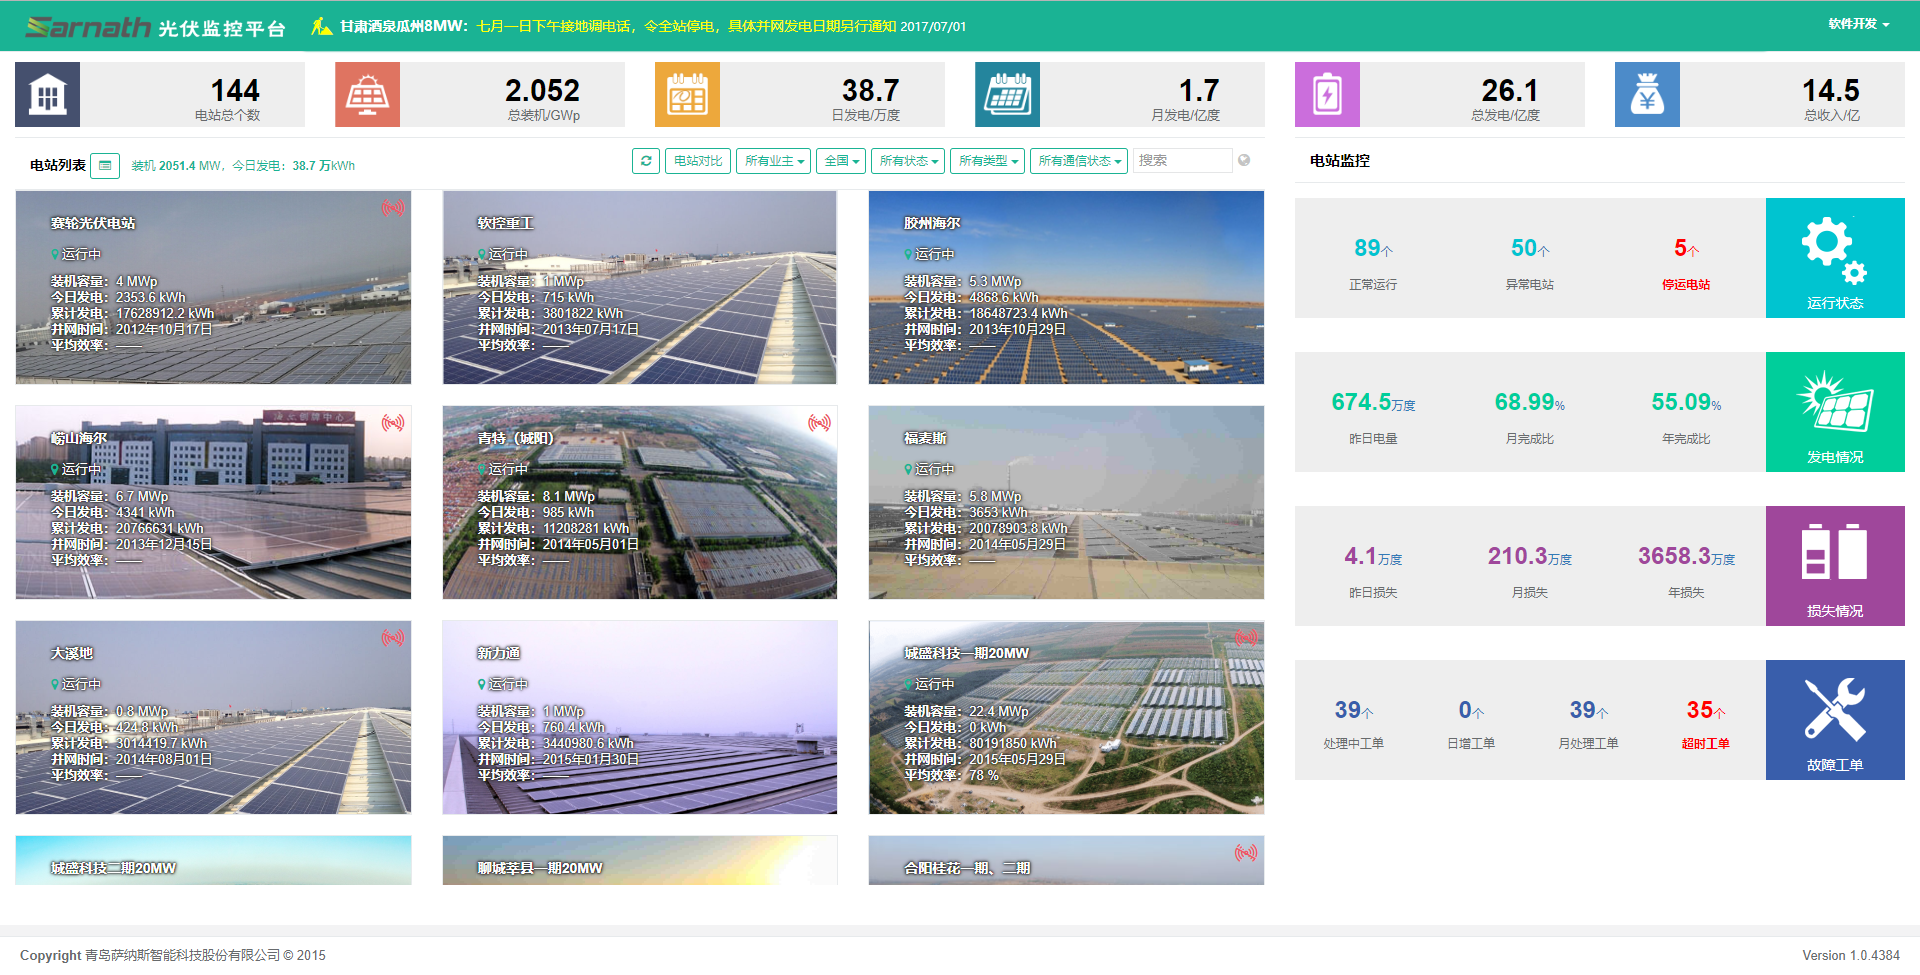 Sarnath 光伏监控平台
甘肃酒泉瓜州8MW：七月一日下午接地调电话，令全站停电，具体并网发电日期另行通知 2017/07/01
软件开发
144
电站总个数
2.052
总装机/GWp
38.7
日发电/万度
1.7
月发电/亿度
26.1
总发电/亿度
14.5
总收入/亿
电站列表 装机 2051.4 MW，今日发电：38.7 万kWh
电站对比 所有业主 全国 所有状态 所有类型 所有通信状态 搜索
赛轮光伏电站
运行中
装机容量：4 MWp
今日发电：2353.6 kWh
累计发电：17628912.2 kWh
并网时间：2012年10月17日
平均效率：——
软控重工
运行中
装机容量：1 MWp
今日发电：715 kWh
累计发电：3801822 kWh
并网时间：2013年07月17日
平均效率：——
胶州海尔
运行中
装机容量：5.3 MWp
今日发电：4868.6 kWh
累计发电：18648723.4 kWh
并网时间：2013年10月29日
平均效率：——
崂山海尔
运行中
装机容量：6.7 MWp
今日发电：4341 kWh
累计发电：20766631 kWh
并网时间：2013年12月15日
平均效率：——
青特（城阳）
运行中
装机容量：8.1 MWp
今日发电：985 kWh
累计发电：11208281 kWh
并网时间：2014年05月01日
平均效率：——
福麦斯
运行中
装机容量：5.8 MWp
今日发电：3653 kWh
累计发电：20078903.8 kWh
并网时间：2014年05月29日
平均效率：——
大溪地
运行中
装机容量：0.8 MWp
今日发电：424.8 kWh
累计发电：3014419.7 kWh
并网时间：2014年08月01日
平均效率：——
新力通
运行中
装机容量：1 MWp
今日发电：760.4 kWh
累计发电：3440980.6 kWh
并网时间：2015年01月30日
平均效率：——
城盛科技一期20MW
运行中
装机容量：22.4 MWp
今日发电：0 kWh
累计发电：80191850 kWh
并网时间：2015年05月29日
平均效率：78 %
城盛科技二期20MW
聊城莘县一期20MW
合阳桂花一期、二期
电站监控
89个
正常运行
50个
异常电站
5个
停运电站
运行状态
674.5万度
昨日电量
68.99%
月完成比
55.09%
年完成比
发电情况
4.1万度
昨日损失
210.3万度
月损失
3658.3万度
年损失
损失情况
39个
处理中工单
0个
日增工单
39个
月处理工单
35个
超时工单
故障工单
Copyright 青岛萨纳斯智能科技股份有限公司 © 2015
Version 1.0.4384